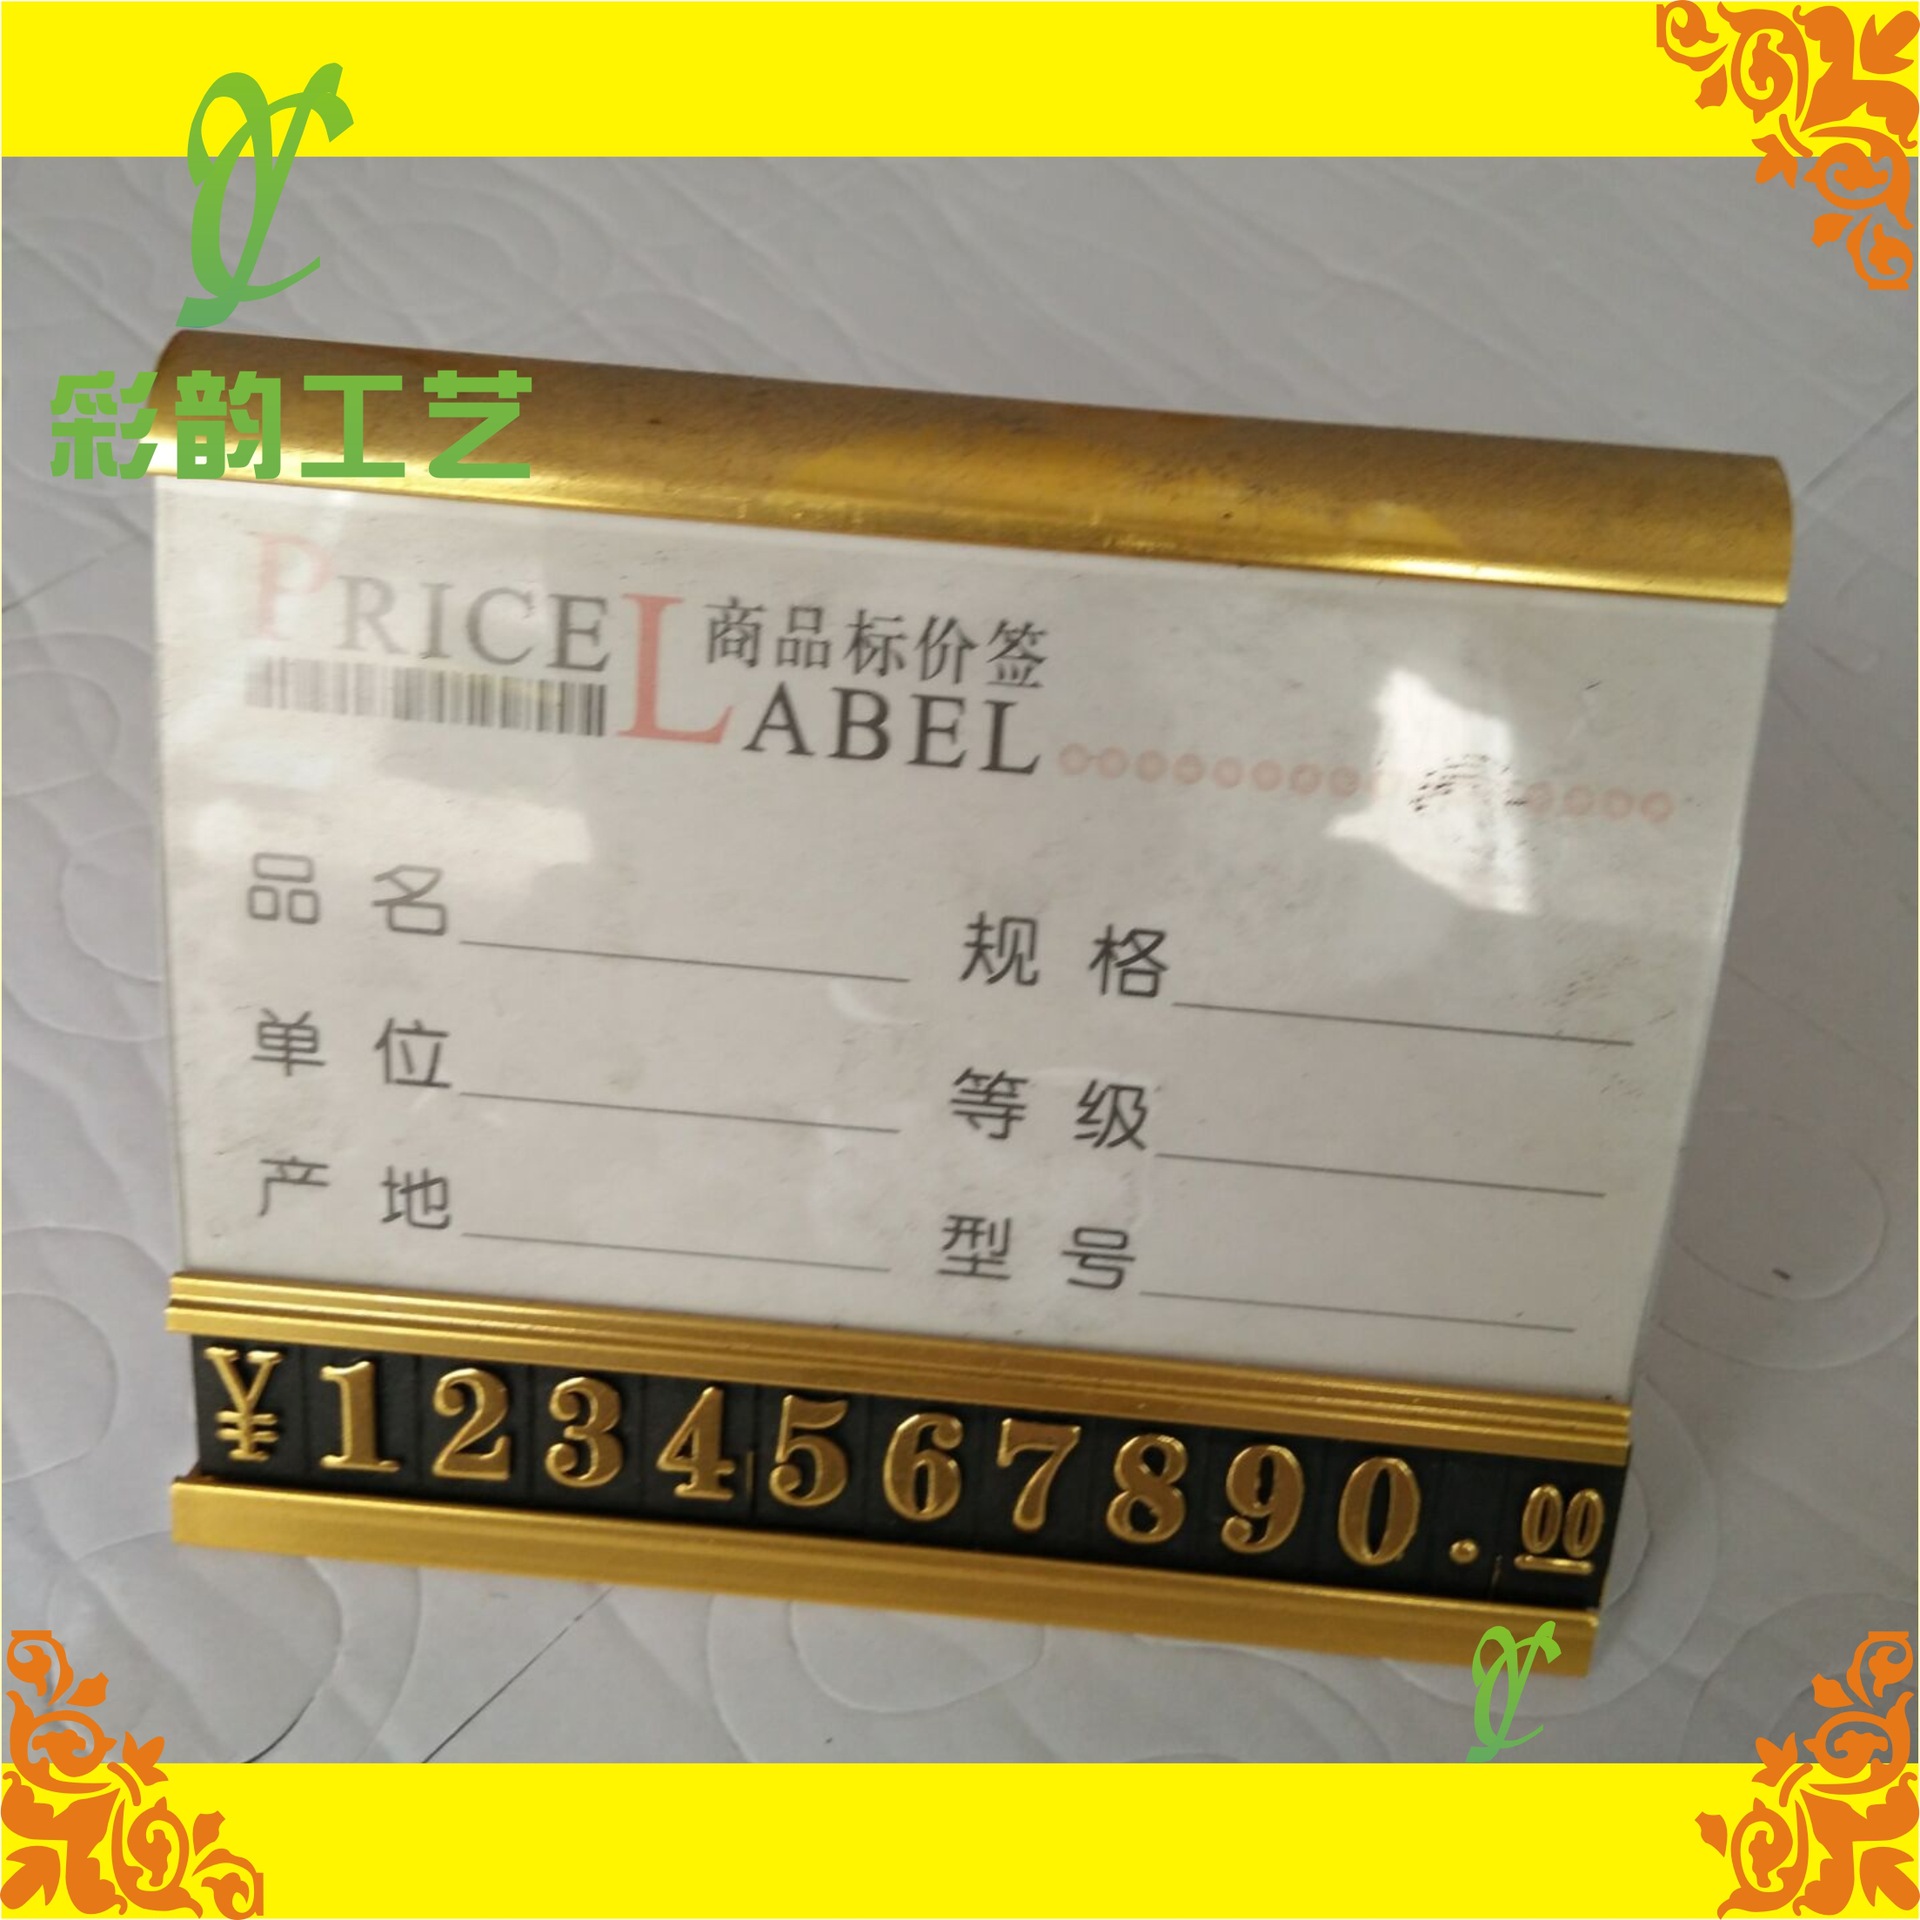 彩韵工艺
PRICE LABEL
商品标价签
品名 规格
单位 等级
产地 型号
¥1234567890.00